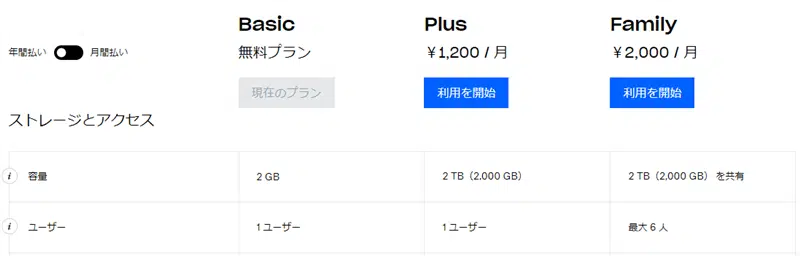 Basic Plus Family
年間払い 月間払い 無料プラン ￥1,200 / 月 ￥2,000 / 月
現在のプラン 利用を開始 利用を開始
ストレージとアクセス
i 容量 2 GB 2 TB（2,000 GB） 2 TB（2,000 GB） を共有
i ユーザー 1 ユーザー 1 ユーザー 最大 6 人